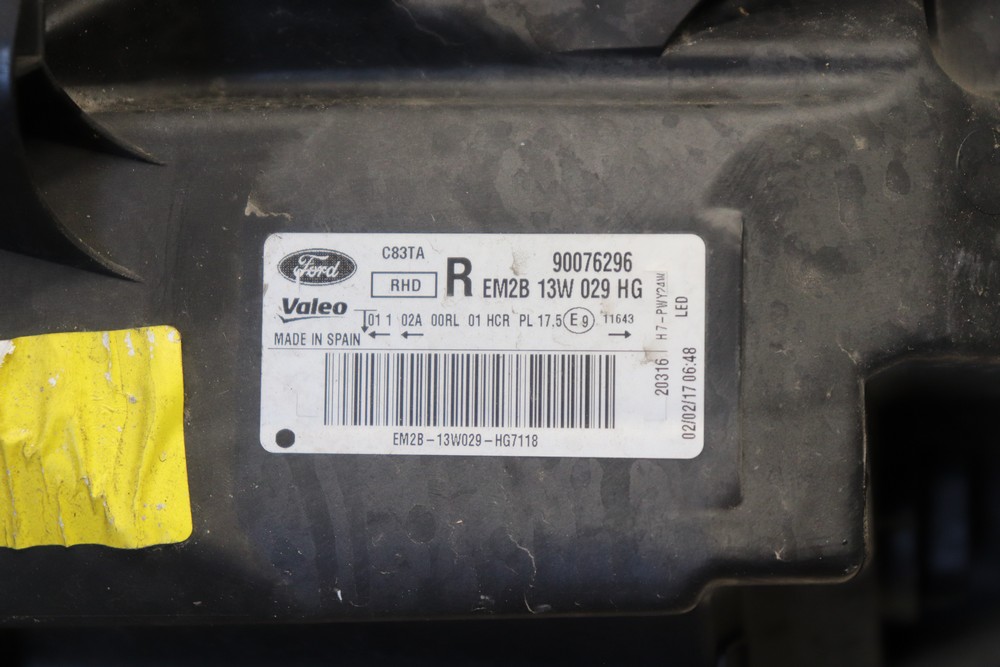 Ford
C83TA
RHD
R
90076296
EM2B 13W 029 HG
Valeo
MADE IN SPAIN
01 1 02A 00RL 01 HCR PL 17.5 E9 11643
H7-PWY24W
LED
20316
02/02/17 06:48
EM2B-13W029-HG7118